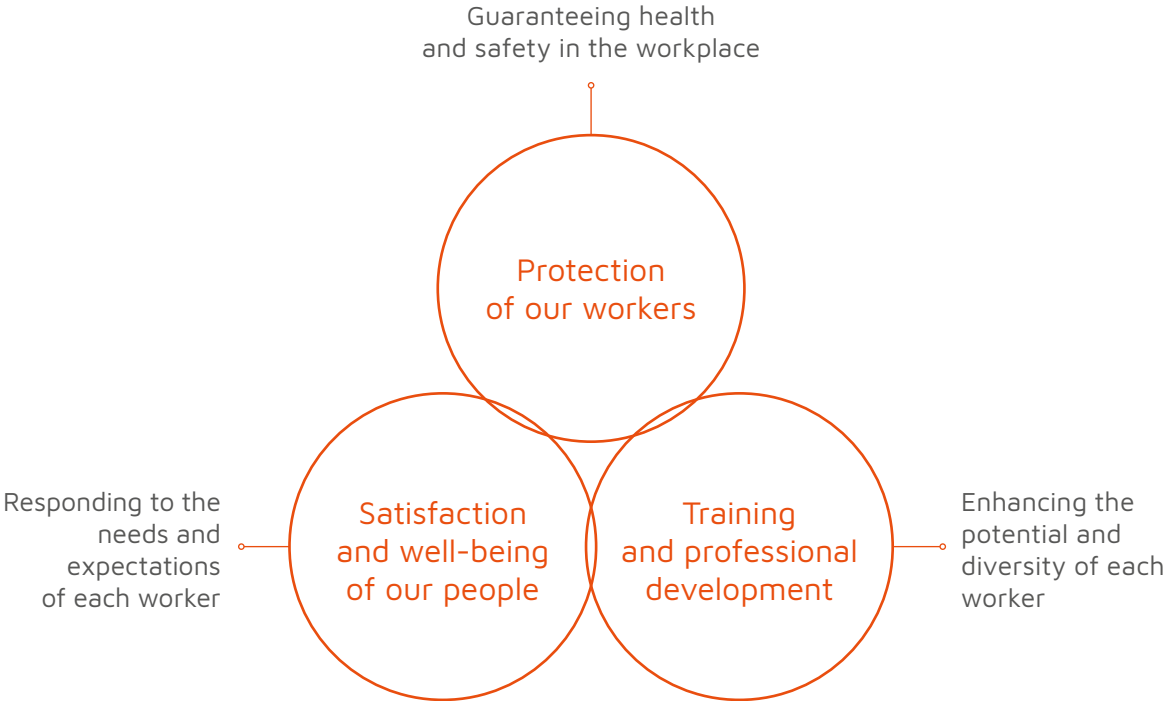 Guaranteeing health
and safety in the workplace
Protection
of our workers
Responding to the
needs and
expectations
of each worker
Satisfaction
and well-being
of our people
Training
and professional
development
Enhancing the
potential and
diversity of each
worker